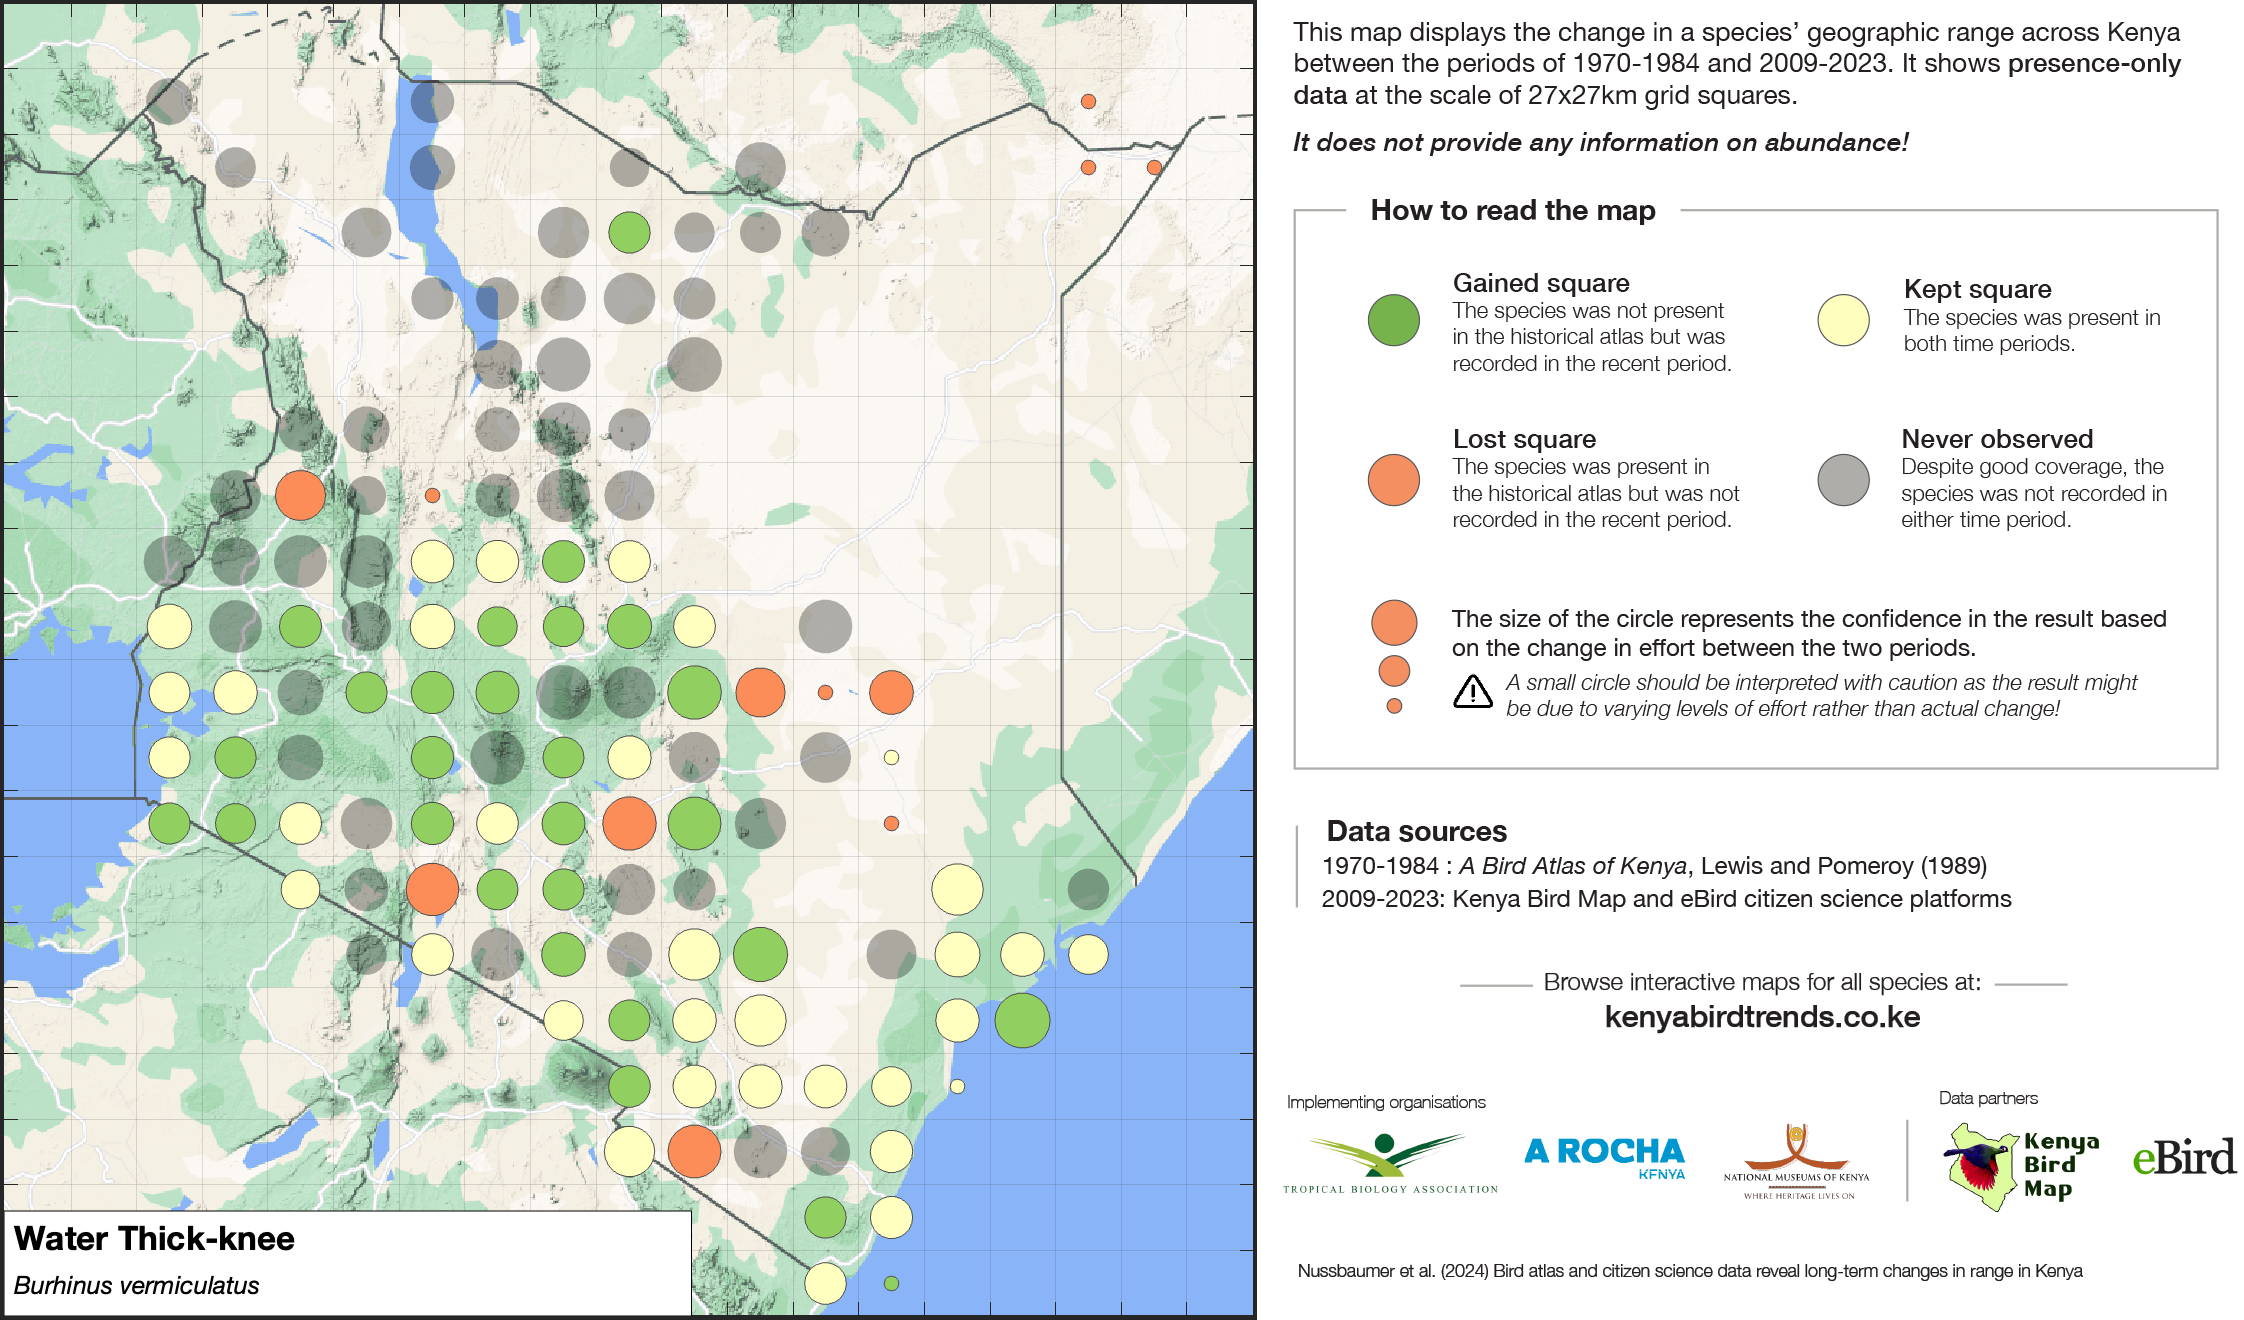 This map displays the change in a species’ geographic range across Kenya
between the periods of 1970-1984 and 2009-2023. It shows presence-only
data at the scale of 27x27km grid squares.
It does not provide any information on abundance!
How to read the map
Gained square
The species was not present
in the historical atlas but was
recorded in the recent period.
Kept square
The species was present in
both time periods.
Lost square
The species was present in
the historical atlas but was not
recorded in the recent period.
Never observed
Despite good coverage, the
species was not recorded in
either time period.
The size of the circle represents the confidence in the result based
on the change in effort between the two periods.
A small circle should be interpreted with caution as the result might
be due to varying levels of effort rather than actual change!
Data sources
1970-1984 : A Bird Atlas of Kenya, Lewis and Pomeroy (1989)
2009-2023: Kenya Bird Map and eBird citizen science platforms
Browse interactive maps for all species at:
kenyabirdtrends.co.ke
Implementing organisations
Data partners
TROPICAL BIOLOGY ASSOCIATION
A ROCHA
KENYA
NATIONAL MUSEUMS OF KENYA
WHERE HERITAGE LIVES ON
Kenya
Bird
Map
eBird
Nussbaumer et al. (2024) Bird atlas and citizen science data reveal long-term changes in range in Kenya
Water Thick-knee
Burhinus vermiculatus